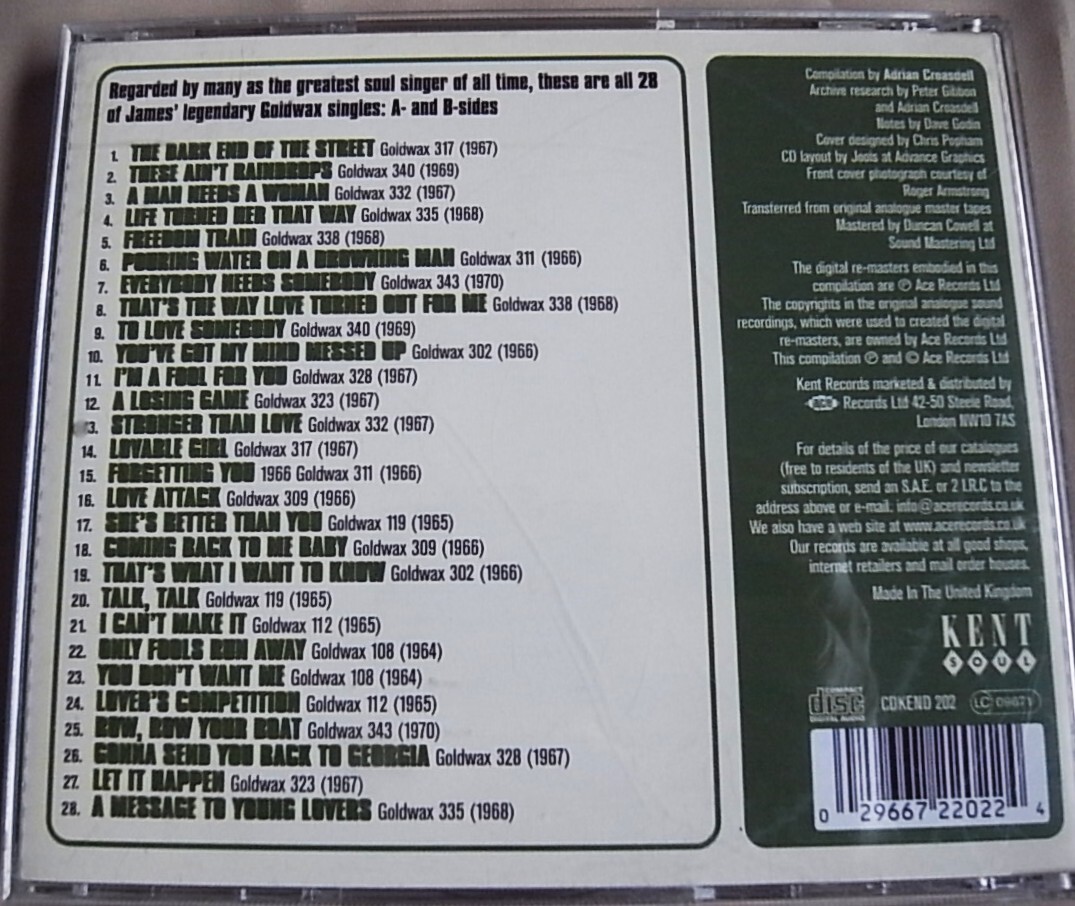 Regarded by many as the greatest soul singer of all time, these are all 28
of James' legendary Goldwax singles: A- and B-sides
1. THE DARK END OF THE STREET Goldwax 317 (1967)
2. THESE AIN'T RAINDROPS Goldwax 340 (1969)
3. A MAN NEEDS A WOMAN Goldwax 332 (1967)
4. LIFE TURNED HER THAT WAY Goldwax 335 (1968)
5. FREEDOM TRAIN Goldwax 338 (1968)
6. POURING WATER ON A DROWNING MAN Goldwax 311 (1966)
7. EVERYBODY NEEDS SOMEBODY Goldwax 343 (1970)
8. THAT'S THE WAY LOVE TURNED OUT FOR ME Goldwax 338 (1968)
9. TO LOVE SOMEBODY Goldwax 340 (1969)
10. YOU'VE GOT MY MIND MESSED UP Goldwax 302 (1966)
11. I'M A FOOL FOR YOU Goldwax 328 (1967)
12. A LOSING GAME Goldwax 323 (1967)
13. STRONGER THAN LOVE Goldwax 332 (1967)
14. LOVABLE GIRL Goldwax 317 (1967)
15. FORGETTING YOU 1966 Goldwax 311 (1966)
16. LOVE ATTACK Goldwax 309 (1966)
17. SHE'S BETTER THAN YOU Goldwax 119 (1965)
18. COMING BACK TO ME BABY Goldwax 309 (1966)
19. THAT'S WHAT I WANT TO KNOW Goldwax 302 (1966)
20. TALK, TALK Goldwax 119 (1965)
21. I CAN'T MAKE IT Goldwax 112 (1965)
22. ONLY FOOLS RUN AWAY Goldwax 108 (1964)
23. YOU DON'T WANT ME Goldwax 108 (1964)
24. LOVER'S COMPETITION Goldwax 112 (1965)
25. ROW, ROW YOUR BOAT Goldwax 343 (1970)
26. GONNA SEND YOU BACK TO GEORGIA Goldwax 328 (1967)
27. LET IT HAPPEN Goldwax 323 (1967)
28. A MESSAGE TO YOUNG LOVERS Goldwax 335 (1968)
Compilation by Adrian Croasdell
Archive research by Peter Gibbon
and Adrian Croasdell
Notes by Dave Godin
Cover designed by Chris Popham
CD layout by Jools at Advance Graphics
Front cover photograph courtesy of
Roger Armstrong
Transferred from original analogue master tapes
Mastered by Duncan Cowell at
Sound Mastering Ltd
The digital re-masters embodied in this
compilation are ℗ Ace Records Ltd
The copyrights in the original analogue sound
recordings, which were used to created the digital
re-masters, are owned by Ace Records Ltd
This compilation ℗ and © Ace Records Ltd
Kent Records marketed & distributed by
ACE Records Ltd 42-50 Steele Road,
London NW10 7AS
For details of the price of our catalogues
(free to residents of the UK) and newsletter
subscription, send an S.A.E. or 2 I.R.C to the
address above or e-mail. info@acerecords.co.uk
We also have a web site at www.acerecords.co.uk
Our records are available at all good shops,
internet retailers and mail order houses.
Made In The United Kingdom
KENT
SOUL
COMPACT disc DIGITAL AUDIO CDKEND 202 LC 09671
0 29667 22022 4